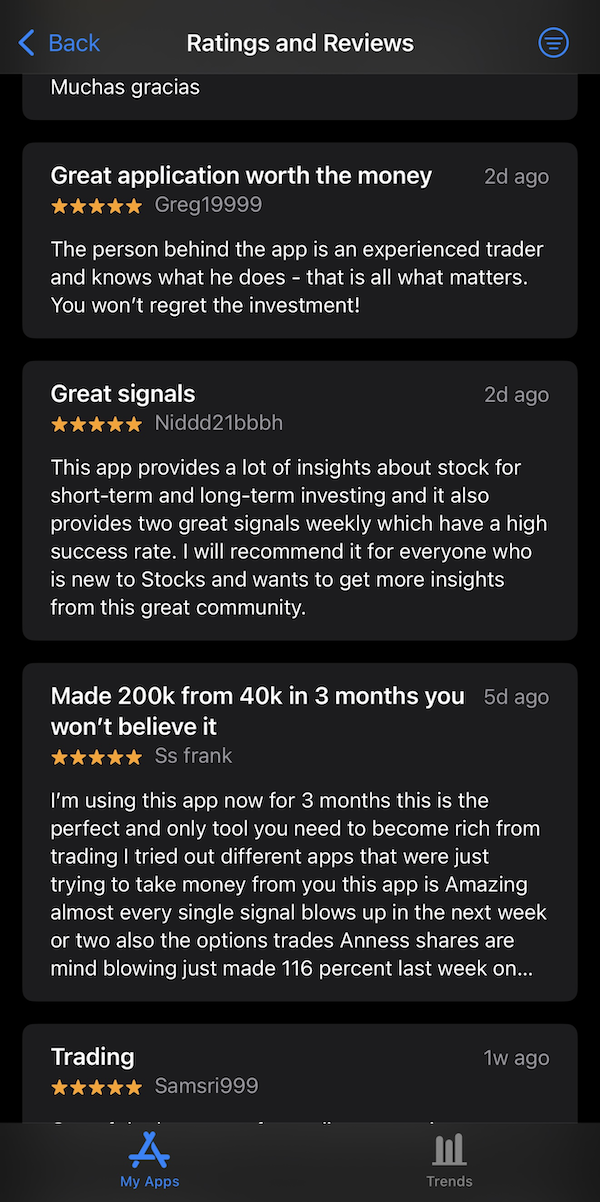 Back
Ratings and Reviews
Muchas gracias
Great application worth the money
2d ago
Greg19999
The person behind the app is an experienced trader
and knows what he does - that is all what matters.
You won’t regret the investment!
Great signals
2d ago
Niddd21bbbh
This app provides a lot of insights about stock for
short-term and long-term investing and it also
provides two great signals weekly which have a high
success rate. I will recommend it for everyone who
is new to Stocks and wants to get more insights
from this great community.
Made 200k from 40k in 3 months you
5d ago
won’t believe it
Ss frank
I’m using this app now for 3 months this is the
perfect and only tool you need to become rich from
trading I tried out different apps that were just
trying to take money from you this app is Amazing
almost every single signal blows up in the next week
or two also the options trades Anness shares are
mind blowing just made 116 percent last week on...
Trading
1w ago
Samsri999
My Apps
Trends